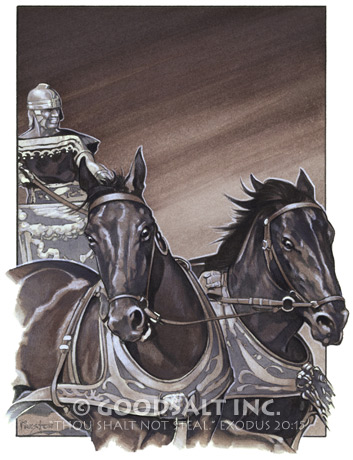 © GOODSALT INC.
"THOU SHALT NOT STEAL." EXODUS 20:15